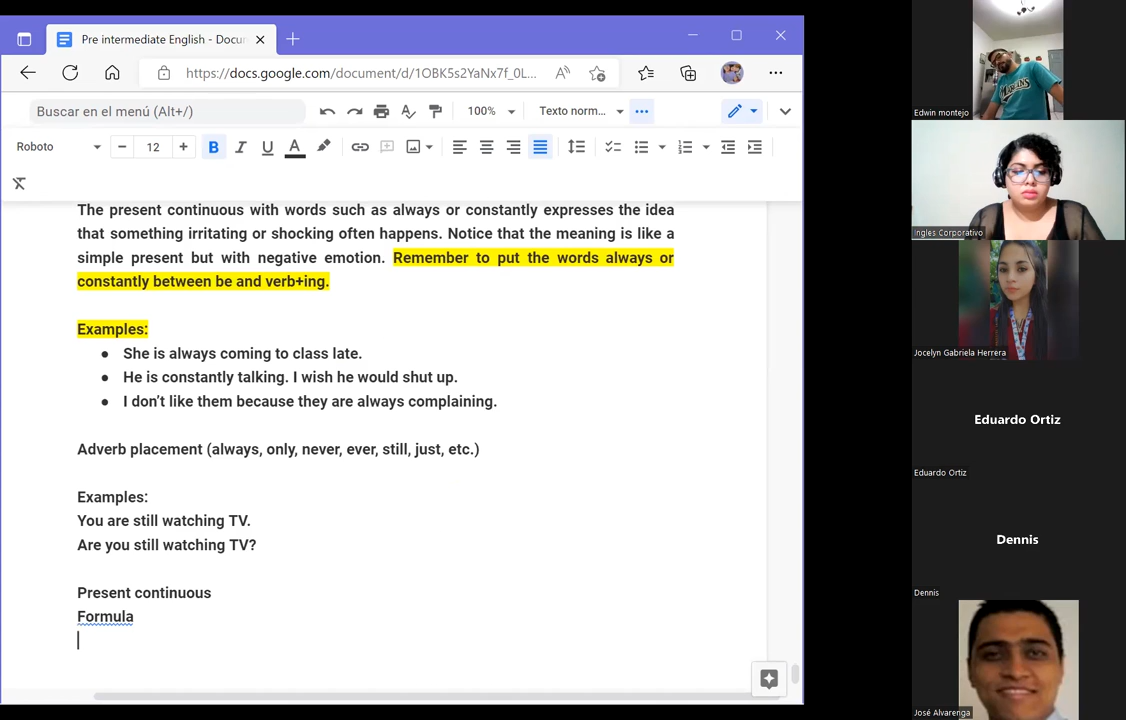 Pre intermediate English - Docur
https://docs.google.com/document/d/1OBK5s2YaNx7f_0L...
Buscar en el menú (Alt+/)
100%
Texto norm...
Roboto
12
B
I
U
A
The present continuous with words such as always or constantly expresses the idea
that something irritating or shocking often happens. Notice that the meaning is like a
simple present but with negative emotion. Remember to put the words always or
constantly between be and verb+ing.
Examples:
● She is always coming to class late.
● He is constantly talking. I wish he would shut up.
● I don't like them because they are always complaining.
Adverb placement (always, only, never, ever, still, just, etc.)
Examples:
You are still watching TV.
Are you still watching TV?
Present continuous
Formula
Edwin montejo
Ingles Corporativo
Jocelyn Gabriela Herrera
Eduardo Ortiz
Eduardo Ortiz
Dennis
Dennis
José Alvarenga